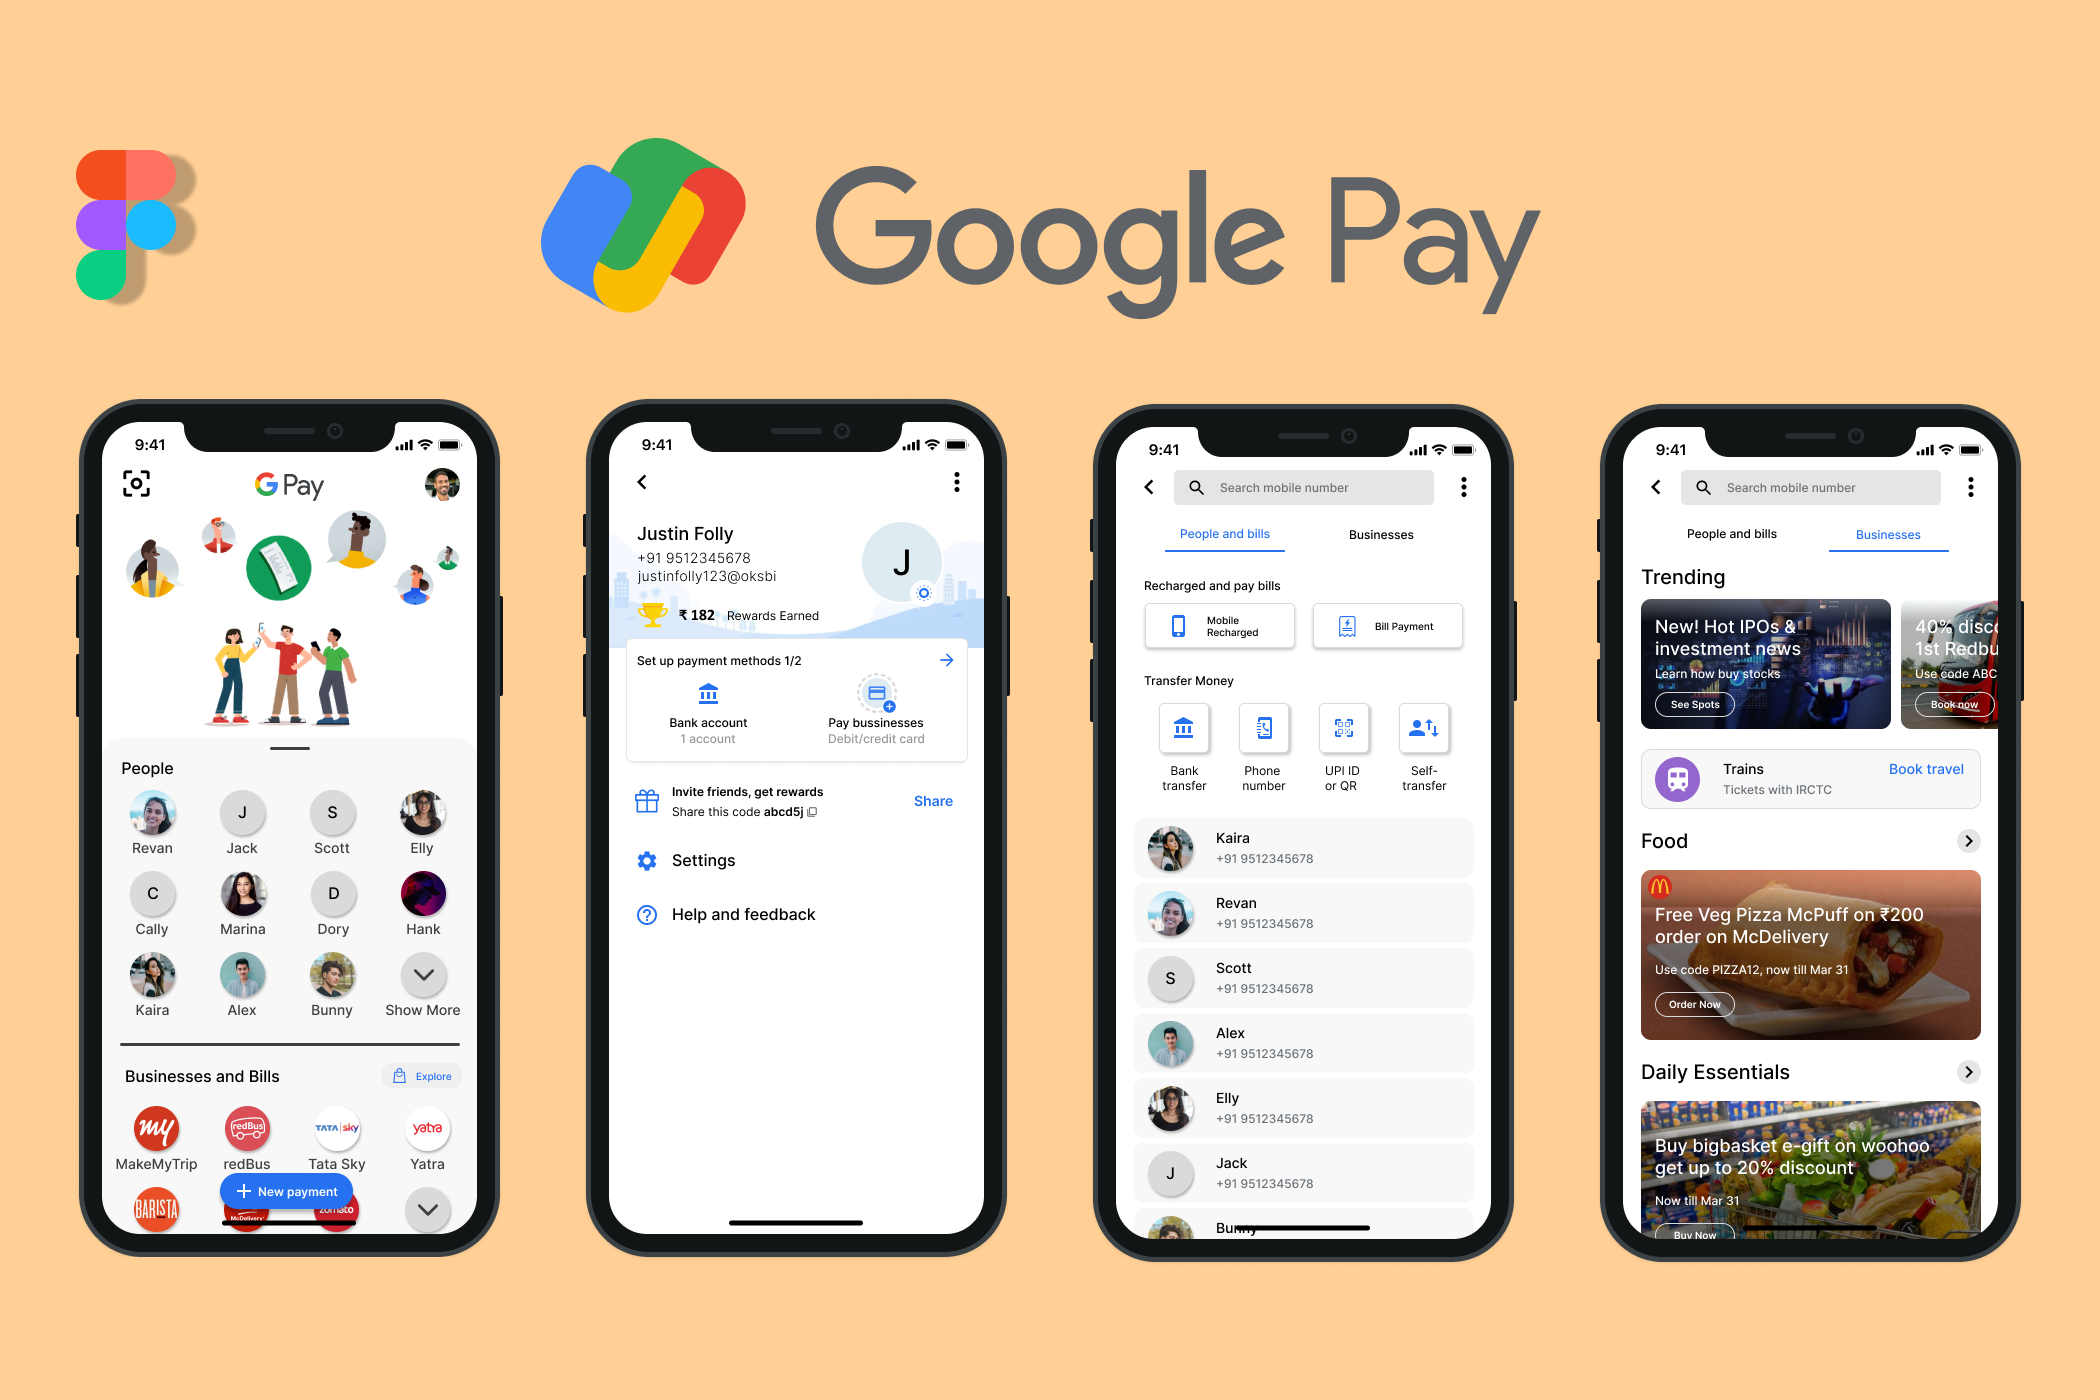 Google Pay
9:41
G Pay
People
Revan
J
Jack
S
Scott
Elly
C
Cally
Marina
D
Dory
Hank
Kaira
Alex
Bunny
Show More
Businesses and Bills
Explore
my
MakeMyTrip
redBus
redBus
TATA sky
Tata Sky
yatra
Yatra
BARISTA
McDelivery
zomato
New payment
9:41
Justin Folly
+91 9512345678
justinfolly123@oksbi
J
₹ 182 Rewards Earned
Set up payment methods 1/2
Bank account
1 account
Pay bussinesses
Debit/credit card
Invite friends, get rewards
Share this code abcd5j
Share
Settings
Help and feedback
9:41
Search mobile number
People and bills
Businesses
Recharged and pay bills
Mobile
Recharged
Bill Payment
Transfer Money
Bank
transfer
Phone
number
UPI ID
or QR
Self-
transfer
Kaira
+91 9512345678
Revan
+91 9512345678
S
Scott
+91 9512345678
Alex
+91 9512345678
Elly
+91 9512345678
J
Jack
+91 9512345678
Bunny
9:41
Search mobile number
People and bills
Businesses
Trending
New! Hot IPOs &
investment news
Learn how buy stocks
See Spots
40% disc
1st Redbu
Use code ABC
Book now
Trains
Tickets with IRCTC
Book travel
Food
Free Veg Pizza McPuff on ₹200
order on McDelivery
Use code PIZZA12, now till Mar 31
Order Now
Daily Essentials
Buy bigbasket e-gift on woohoo
get up to 20% discount
Now till Mar 31
Buy Now